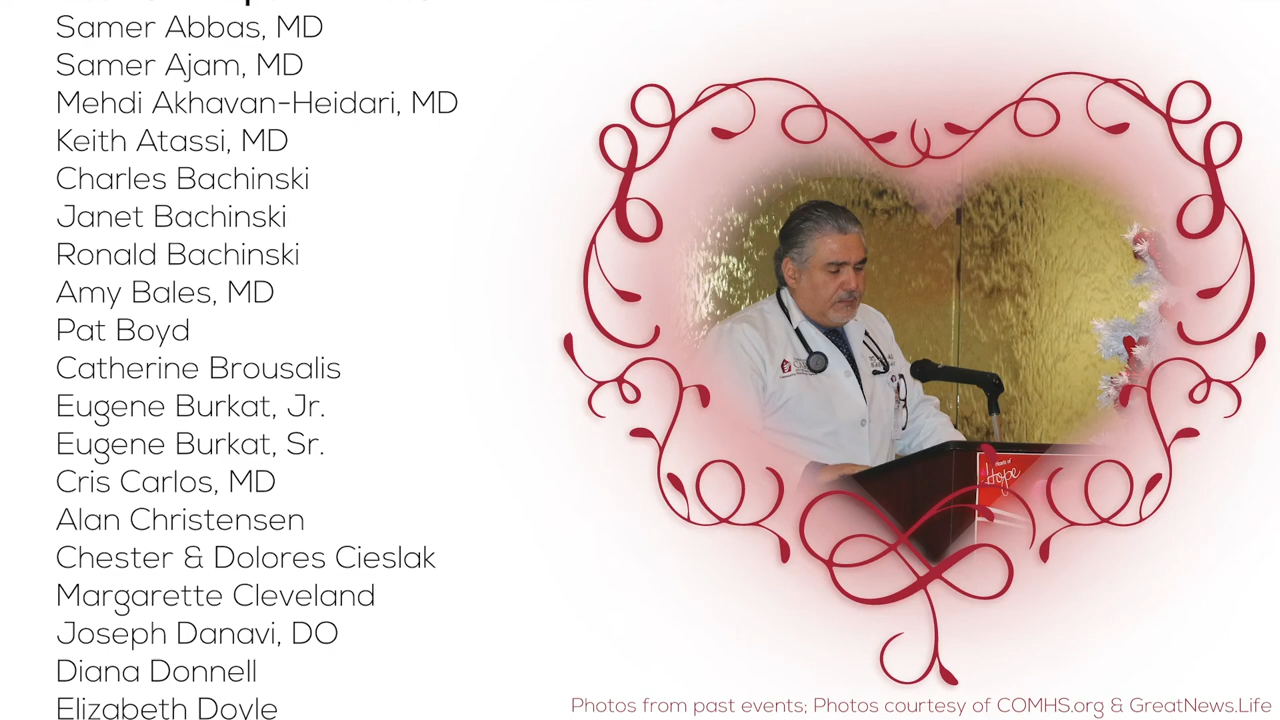 Samer Abbas, MD
Samer Ajam, MD
Mehdi Akhavan-Heidari, MD
Keith Atassi, MD
Charles Bachinski
Janet Bachinski
Ronald Bachinski
Amy Bales, MD
Pat Boyd
Catherine Brousalis
Eugene Burkat, Jr.
Eugene Burkat, Sr.
Cris Carlos, MD
Alan Christensen
Chester & Dolores Cieslak
Margarette Cleveland
Joseph Danavi, DO
Diana Donnell
Elizabeth Doyle
Hearts of
Hope
Photos from past events; Photos courtesy of COMHS.org & GreatNews.Life